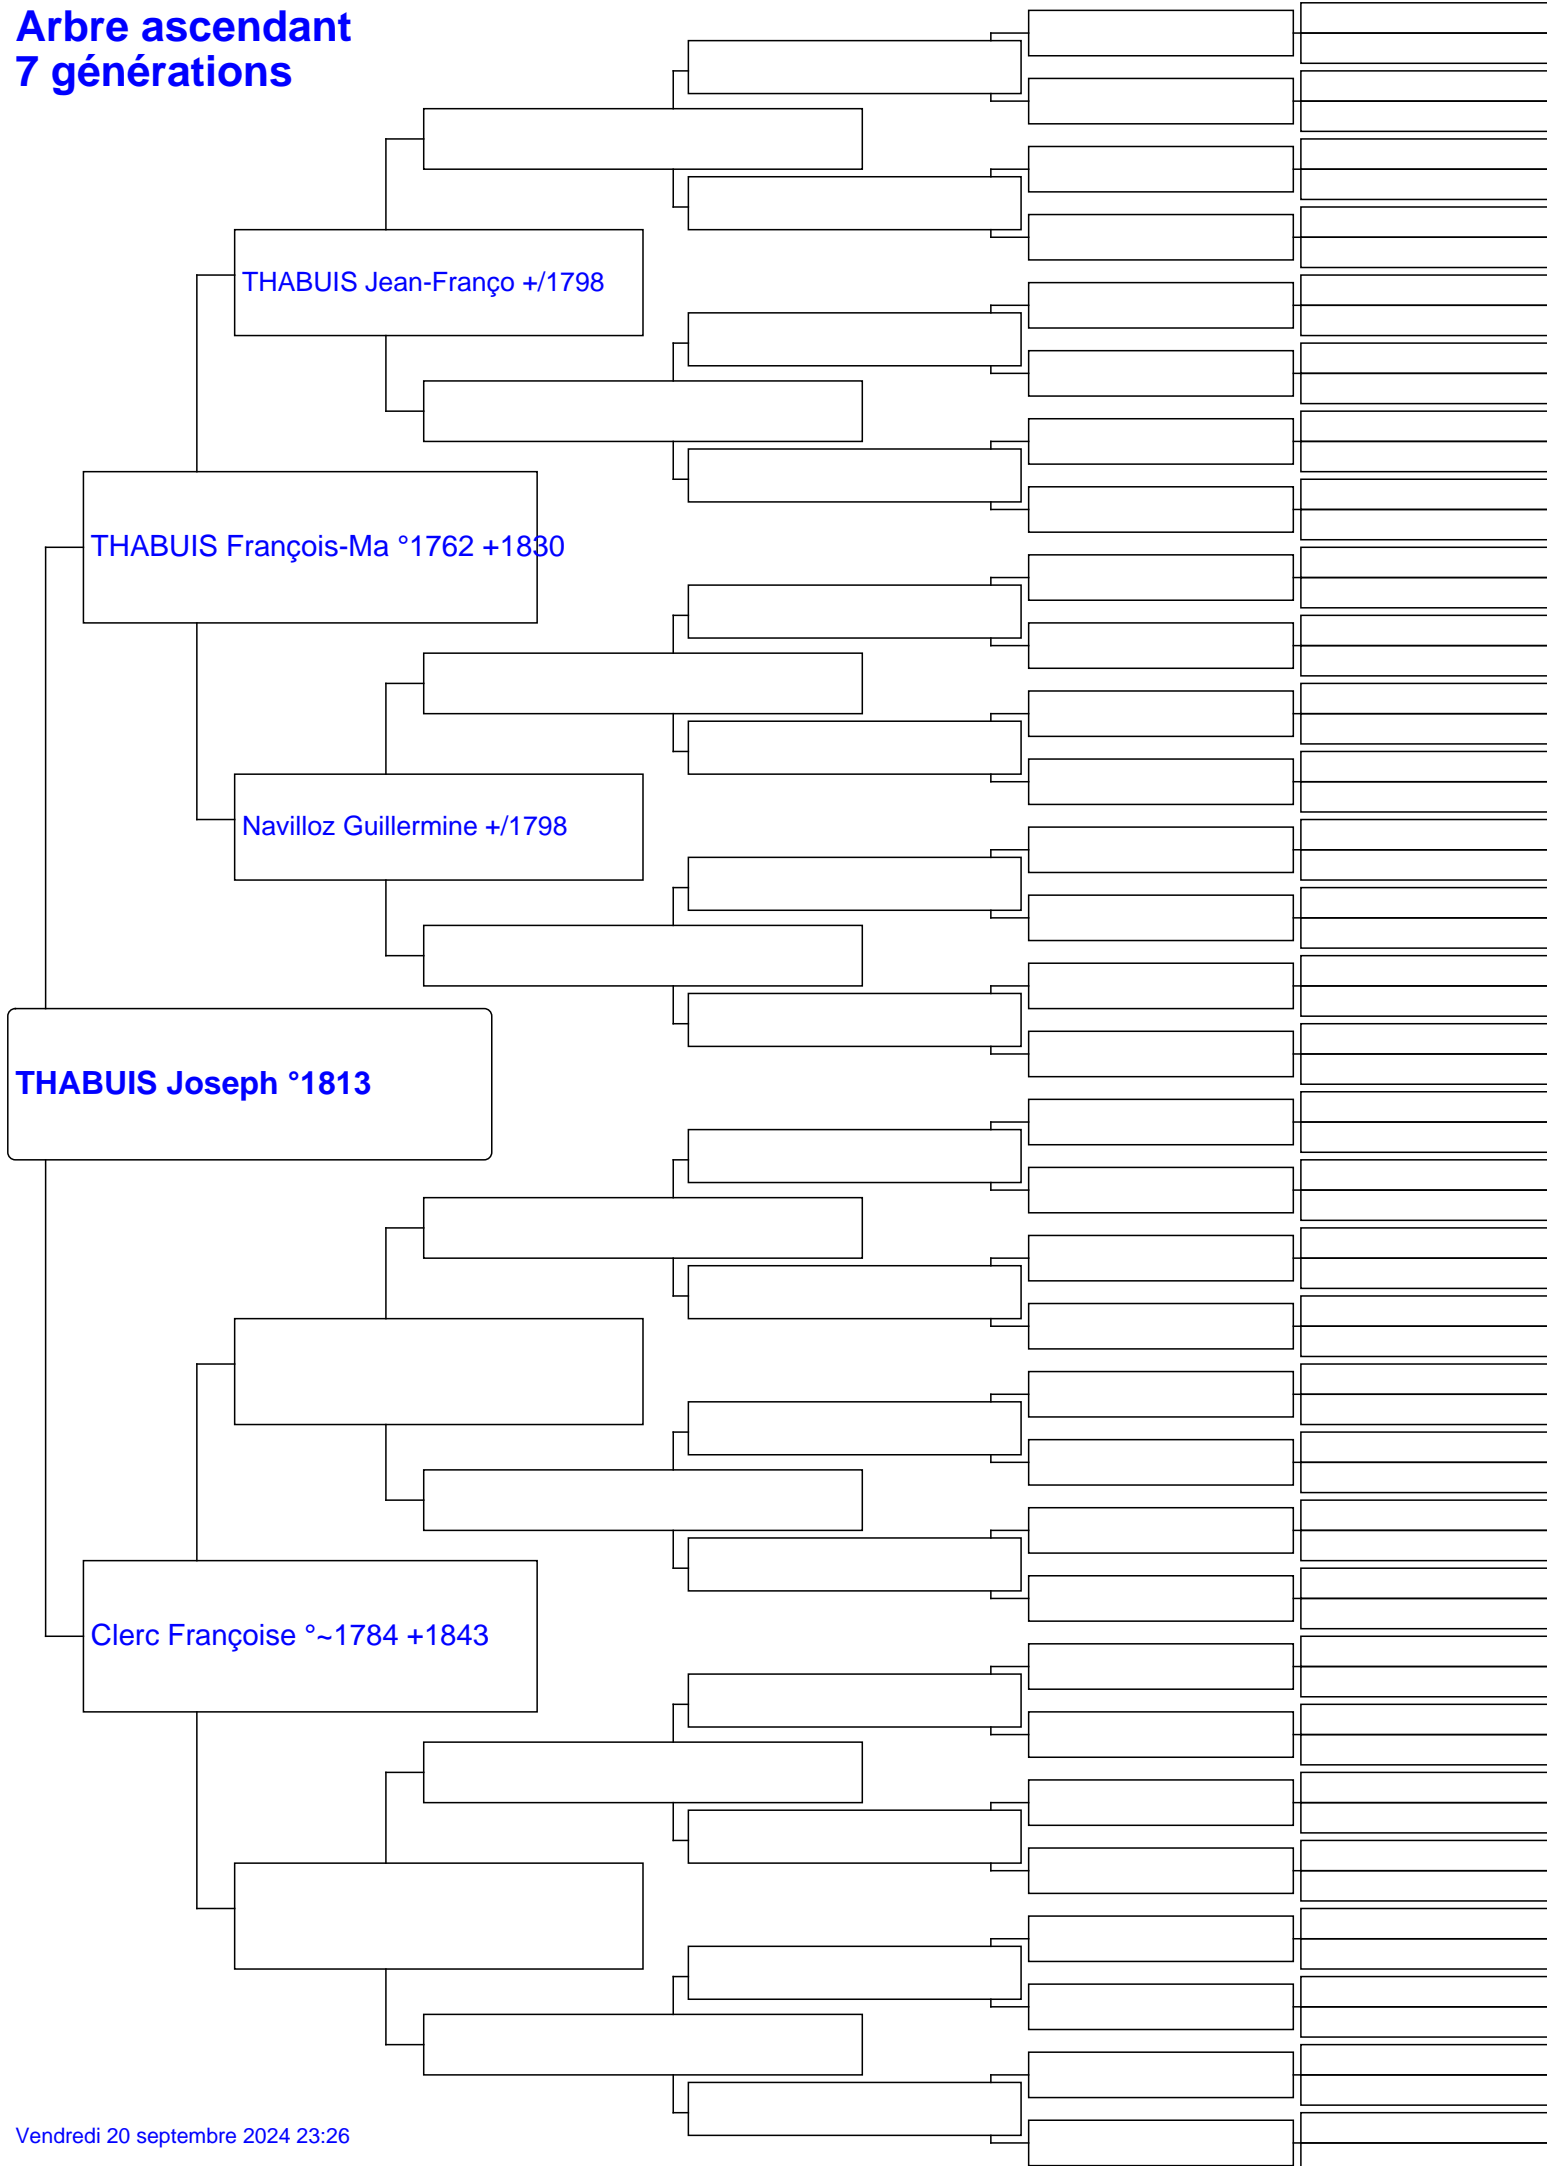 Arbre ascendant
7 générations
THABUIS Jean-Franço +/1798
THABUIS François-Ma °1762 +1830
Navilloz Guillermine +/1798
THABUIS Joseph °1813
Clerc Françoise °~1784 +1843
Vendredi 20 septembre 2024 23:26